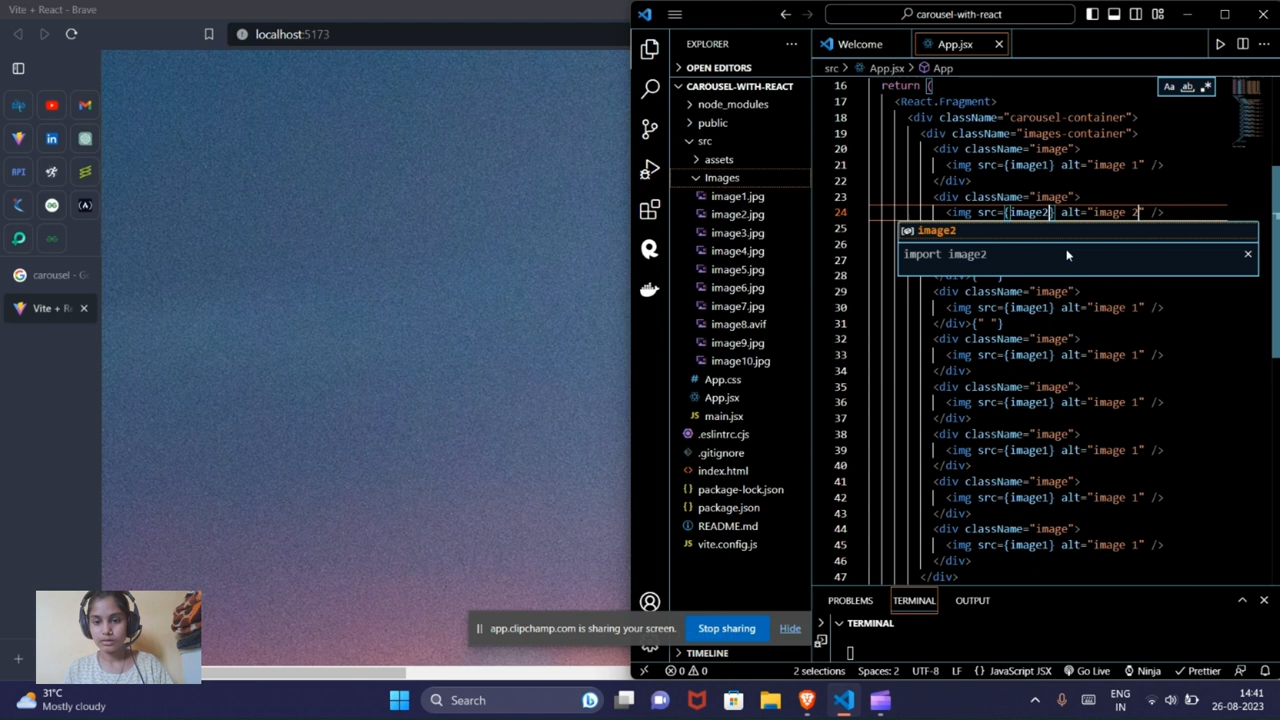 Vite + React - Brave
localhost:5173
carousel - G
Vite + R
carousel-with-react
EXPLORER
OPEN EDITORS
CAROUSEL-WITH-REACT
node_modules
public
src
assets
Images
image1.jpg
image2.jpg
image3.jpg
image4.jpg
image5.jpg
image6.jpg
image7.jpg
image8.avif
image9.jpg
image10.jpg
App.css
App.jsx
main.jsx
.eslintrc.cjs
.gitignore
index.html
package-lock.json
package.json
README.md
vite.config.js
TIMELINE
Welcome
App.jsx
src > App.jsx > App
Aa ab
16 return (
17 <React.Fragment>
18 <div className="carousel-container">
19 <div className="images-container">
20 <div className="image">
21 <img src={image1} alt="image 1" />
22 </div>
23 <div className="image">
24 <img src={image2} alt="image 2" />
25
image2
26
import image2
27
28 </div>{" "}
29 <div className="image">
30 <img src={image1} alt="image 1" />
31 </div>{" "}
32 <div className="image">
33 <img src={image1} alt="image 1" />
34 </div>
35 <div className="image">
36 <img src={image1} alt="image 1" />
37 </div>
38 <div className="image">
39 <img src={image1} alt="image 1" />
40 </div>
41 <div className="image">
42 <img src={image1} alt="image 1" />
43 </div>
44 <div className="image">
45 <img src={image1} alt="image 1" />
46 </div>
47 </div>
PROBLEMS TERMINAL OUTPUT
TERMINAL
app.clipchamp.com is sharing your screen. Stop sharing Hide
0 0 2 selections Spaces: 2 UTF-8 LF {} JavaScript JSX Go Live Ninja Prettier
31°C
Mostly cloudy
Search
ENG
IN
14:41
26-08-2023